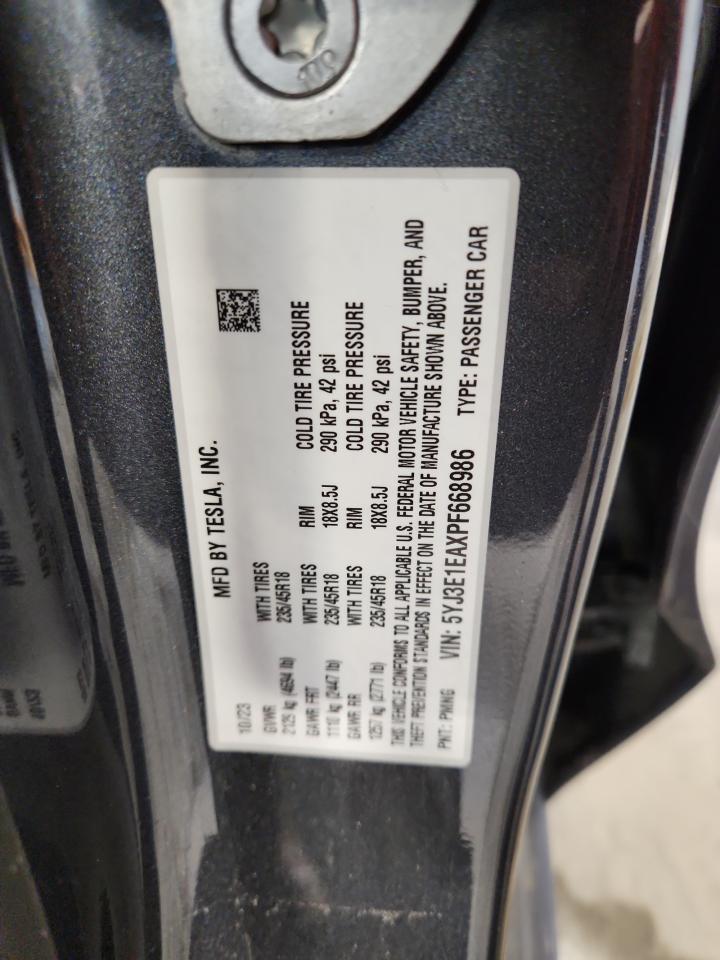 MFD BY TESLA, INC.
10/23
GVWR WITH TIRES
2129 kg (4694 lb) 235/45R18
GAWR FRT WITH TIRES RIM COLD TIRE PRESSURE
1110 kg (2447 lb) 235/45R18 18X8.5J 290 kPa, 42 psi
GAWR RR WITH TIRES RIM COLD TIRE PRESSURE
1257 kg (2771 lb) 235/45R18 18X8.5J 290 kPa, 42 psi
THIS VEHICLE CONFORMS TO ALL APPLICABLE U.S. FEDERAL MOTOR VEHICLE SAFETY, BUMPER, AND
THEFT PREVENTION STANDARDS IN EFFECT ON THE DATE OF MANUFACTURE SHOWN ABOVE.
PNT: PMNG VIN: 5YJ3E1EAXPF668986 TYPE: PASSENGER CAR